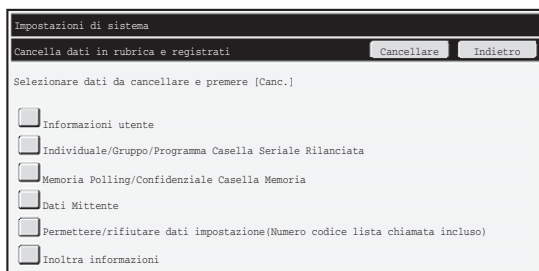 Impostazioni di sistema
Cancella dati in rubrica e registrati
Cancellare
Indietro
Selezionare dati da cancellare e premere [Canc.]
Informazioni utente
Individuale/Gruppo/Programma Casella Seriale Rilanciata
Memoria Polling/Confidenziale Casella Memoria
Dati Mittente
Permettere/rifiutare dati impostazione(Numero codice lista chiamata incluso)
Inoltra informazioni